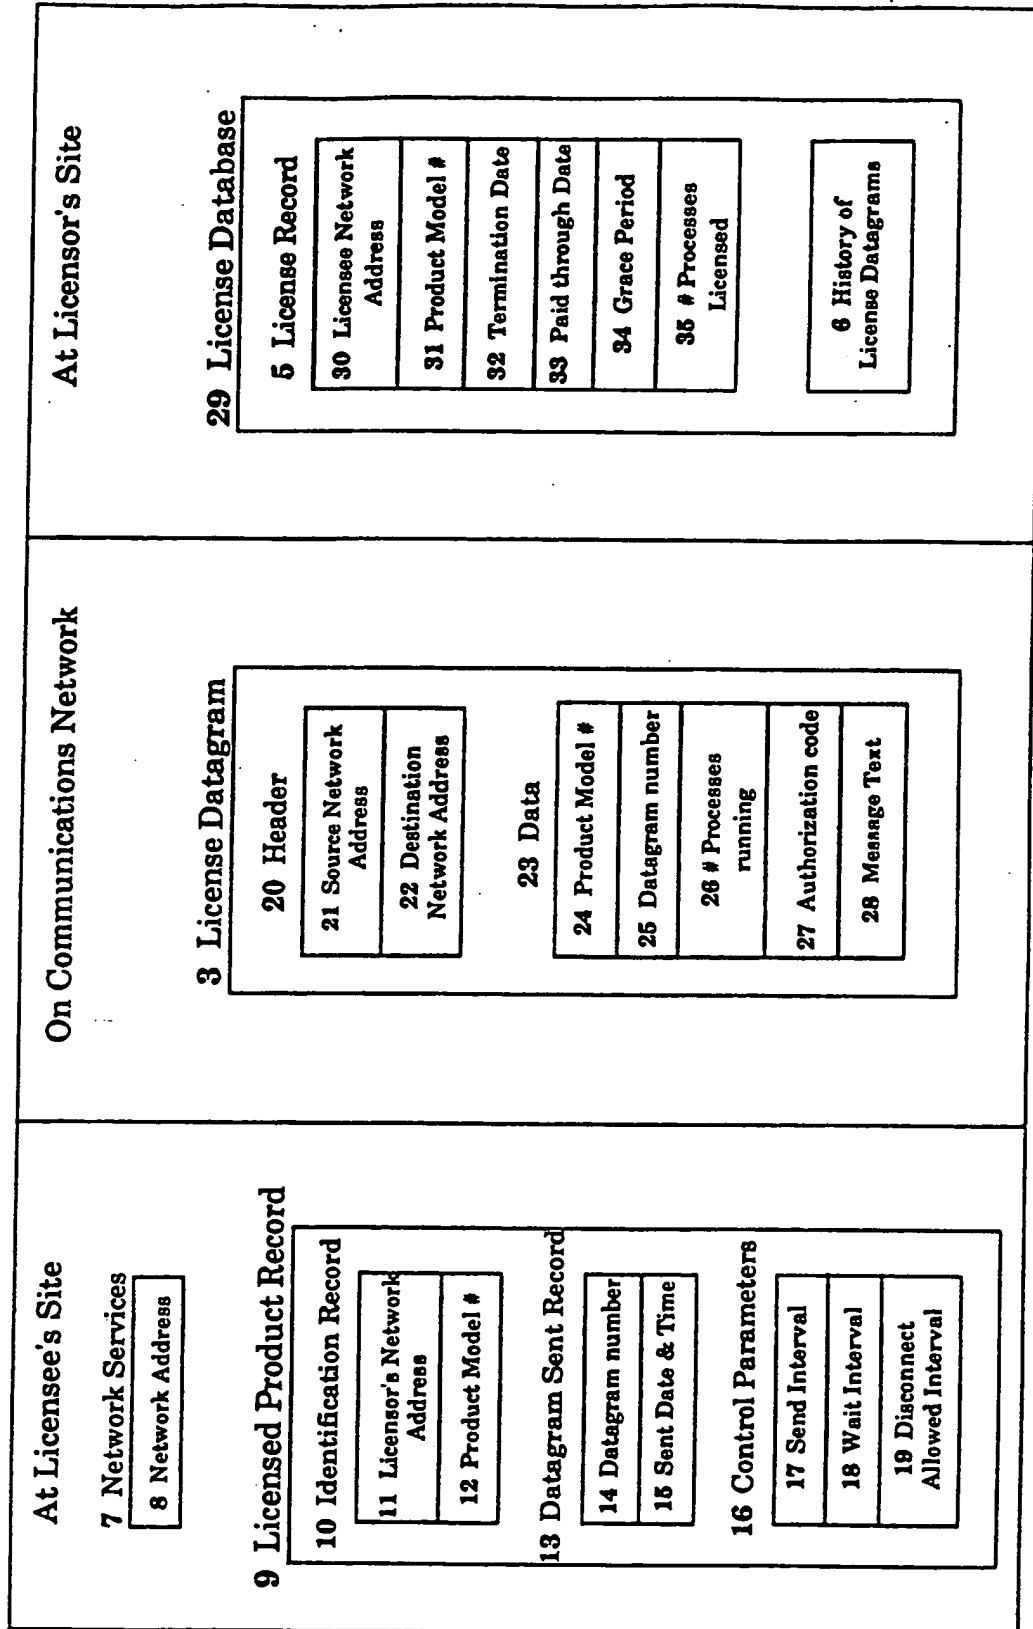 At Licensee's Site
7 Network Services
8 Network Address
9 Licensed Product Record
10 Identification Record
11 Licensor's Network
Address
12 Product Model #
13 Datagram Sent Record
14 Datagram number
15 Sent Date & Time
16 Control Parameters
17 Send Interval
18 Wait Interval
19 Disconnect
Allowed Interval
On Communications Network
3 License Datagram
20 Header
21 Source Network
Address
22 Destination
Network Address
23 Data
24 Product Model #
25 Datagram number
26 # Processes
running
27 Authorization code
28 Message Text
At Licensor's Site
29 License Database
5 License Record
30 Licensee Network
Address
31 Product Model #
32 Termination Date
33 Paid through Date
34 Grace Period
35 # Processes
Licensed
6 History of
License Datagrams